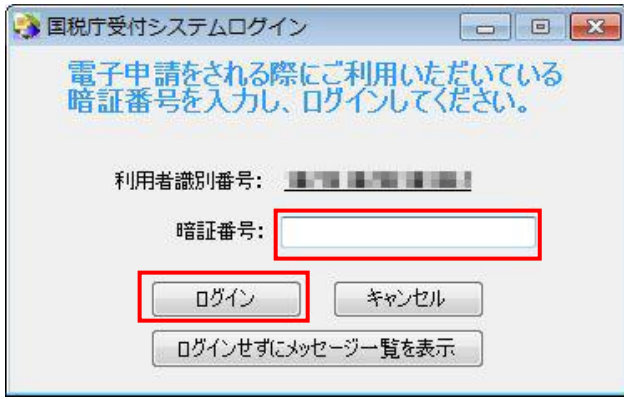 国税庁受付システムログイン
電子申請をされる際にご利用いただいている
暗証番号を入力し、ログインしてください。
利用者識別番号:
暗証番号:
ログイン
キャンセル
ログインせずにメッセージ一覧を表示